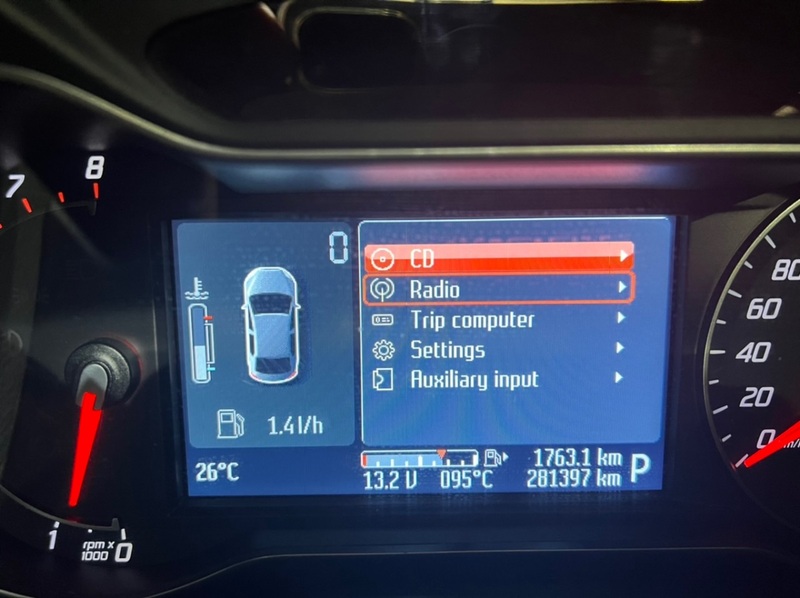 7
8
1
rpm x
1000
0
0
CD
Radio
Trip computer
Settings
Auxiliary input
1.4 l/h
26°C
13.2 V
095°C
1763.1 km
281397 km
P
80
60
40
20
0